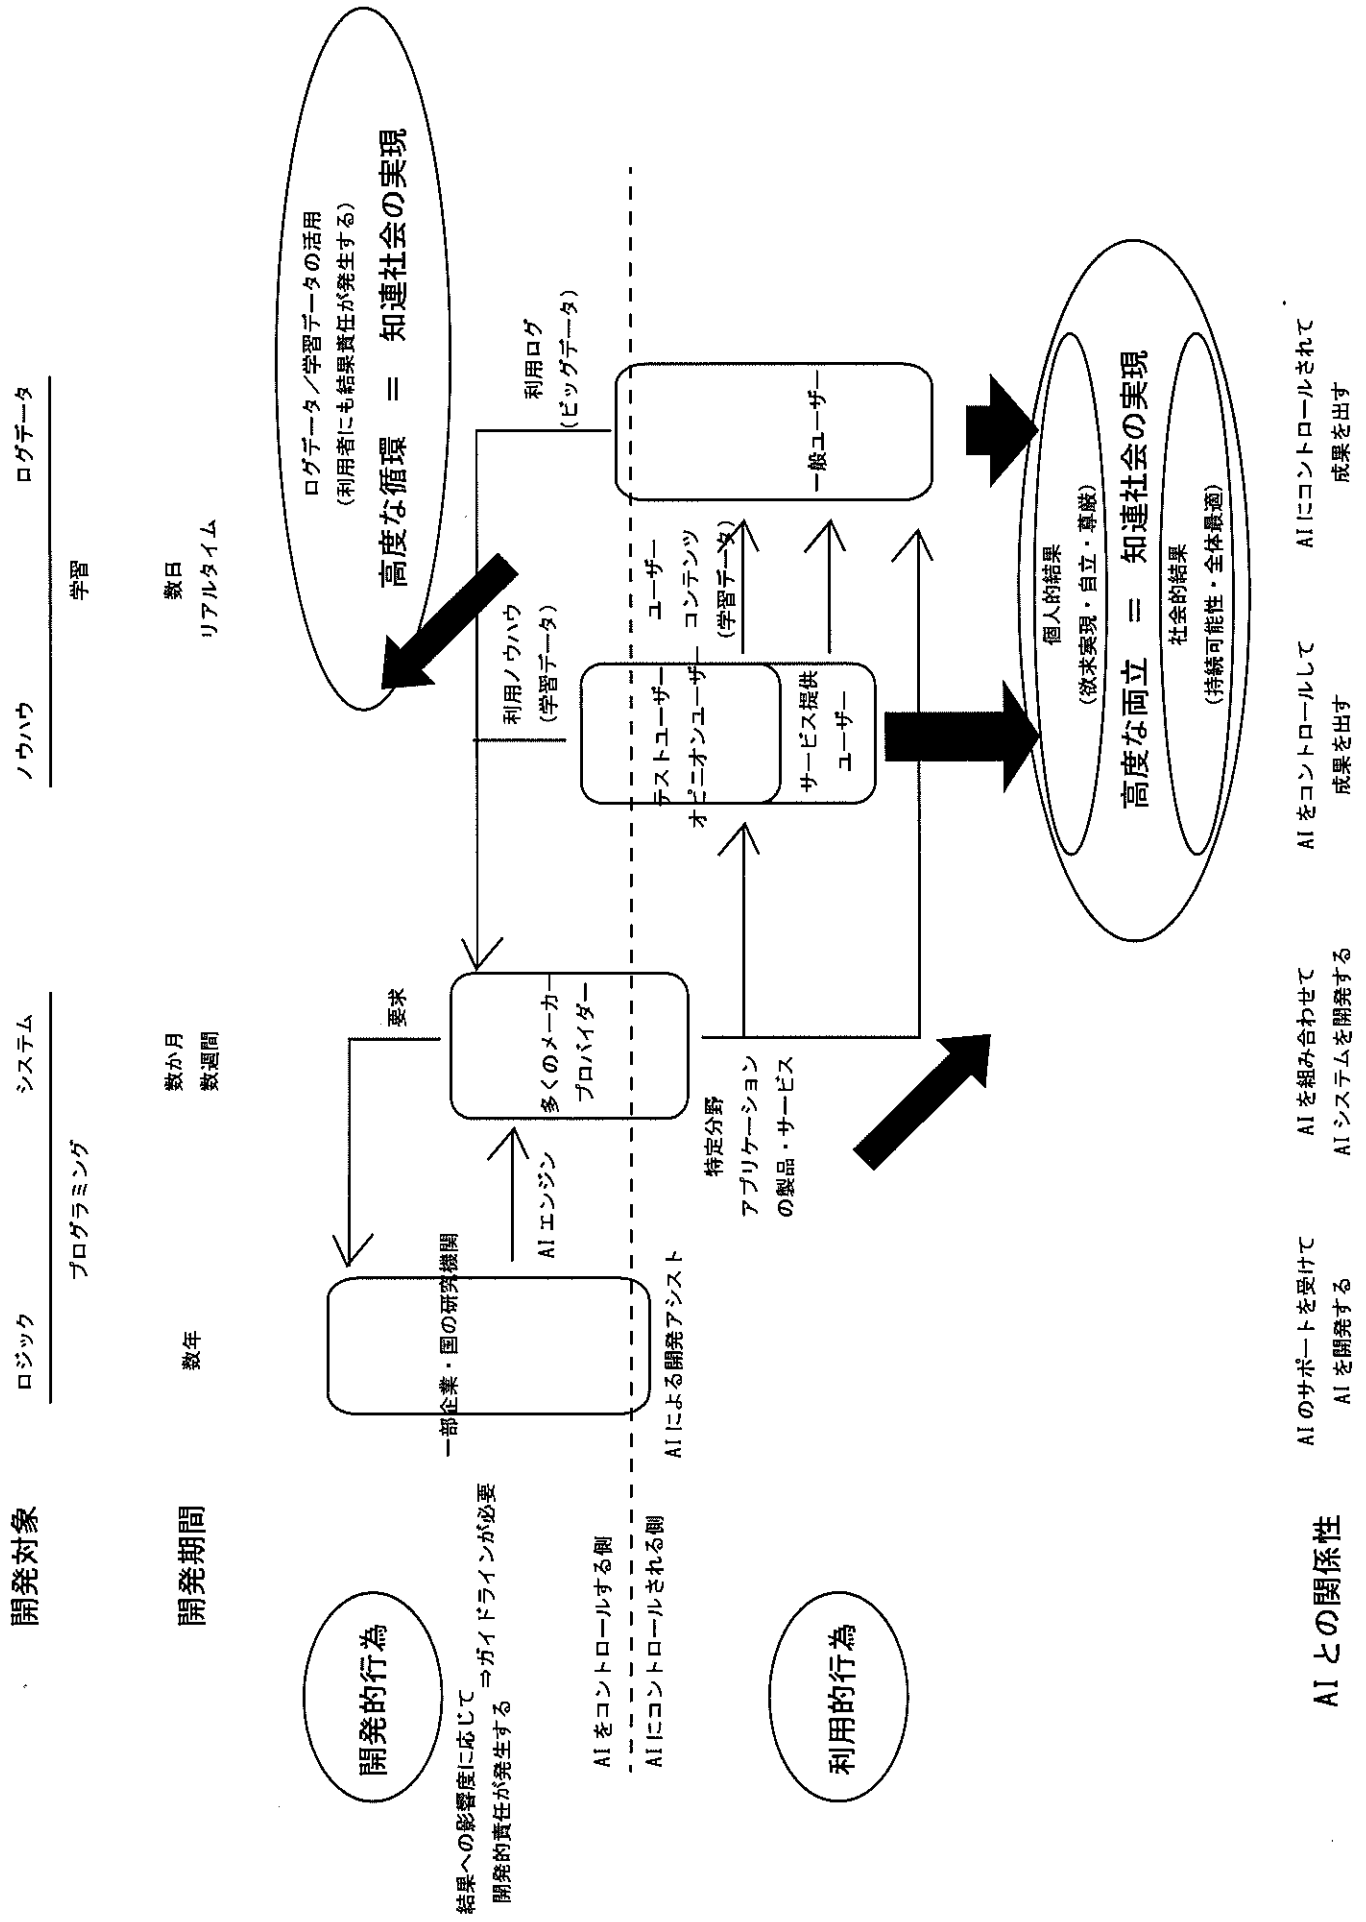 開発対象
ロジック
システム
ノウハウ
ログデータ
プログラミング
学習
開発期間
数年
数か月
数週間
数日
リアルタイム
ログデータ／学習データの活用
（利用者にも結果責任が発生する）
高度な循環 ＝ 知連社会の実現
開発的行為
結果への影響度に応じて
開発的責任が発生する
⇒ガイドラインが必要
要求
利用ノウハウ
（学習データ）
利用ログ
（ビッグデータ）
一部企業・国の研究機関
AIエンジン
多くのメーカー
プロバイダー
AIをコントロールする側
AIにコントロールされる側
AIによる開発アシスト
テストユーザー
オピニオンユーザー
サービス提供
ユーザー
ユーザー
コンテンツ
（学習データ）
一般ユーザー
特定分野
アプリケーション
の製品・サービス
利用的行為
個人的結果
（欲求実現・自立・尊厳）
高度な両立 ＝ 知連社会の実現
社会的結果
（持続可能性・全体最適）
AIとの関係性
AIのサポートを受けて
AIを開発する
AIを組み合わせて
AIシステムを開発する
AIをコントロールして
成果を出す
AIにコントロールされて
成果を出す